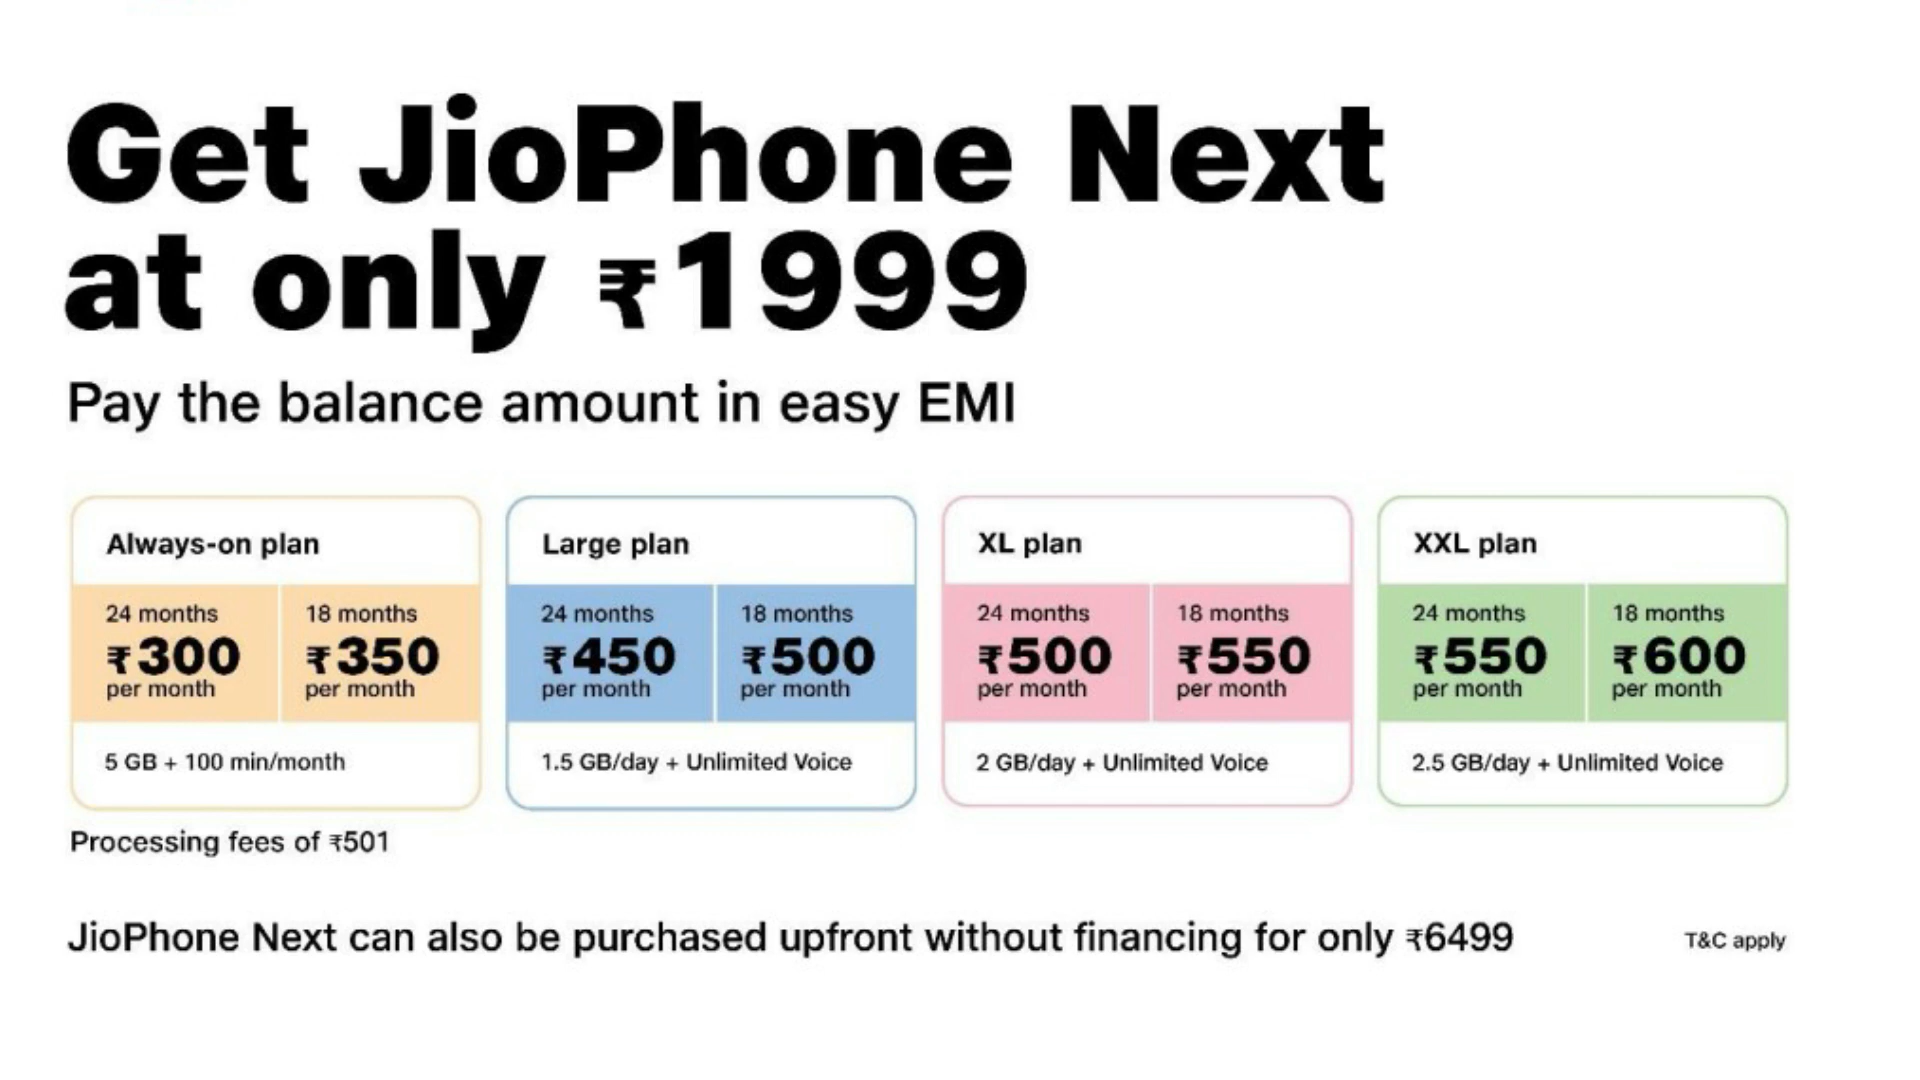 Get JioPhone Next
at only ₹1999
Pay the balance amount in easy EMI
Always-on plan
24 months
₹300
per month
18 months
₹350
per month
5 GB + 100 min/month
Large plan
24 months
₹450
per month
18 months
₹500
per month
1.5 GB/day + Unlimited Voice
XL plan
24 months
₹500
per month
18 months
₹550
per month
2 GB/day + Unlimited Voice
XXL plan
24 months
₹550
per month
18 months
₹600
per month
2.5 GB/day + Unlimited Voice
Processing fees of ₹501
JioPhone Next can also be purchased upfront without financing for only ₹6499
T&C apply